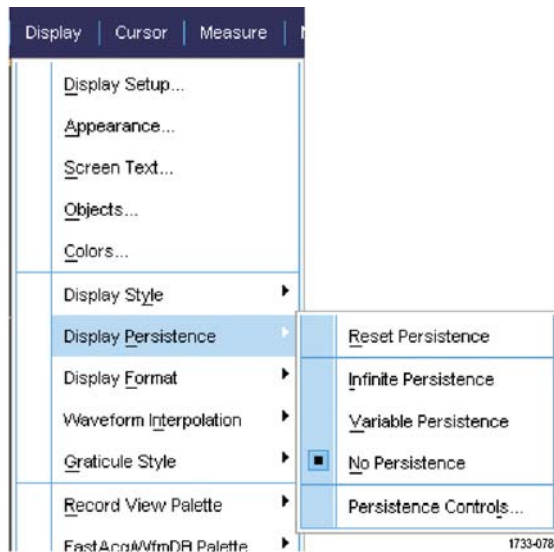 Display | Cursor | Measure |
Display Setup...
Appearance...
Screen Text...
Objects...
Colors...
Display Style
Display Persistence
Reset Persistence
Display Format
Infinite Persistence
Waveform Interpolation
Variable Persistence
Graticule Style
No Persistence
Record View Palette
Persistence Controls...
FastAcq/WfmDB Palette
1733-078